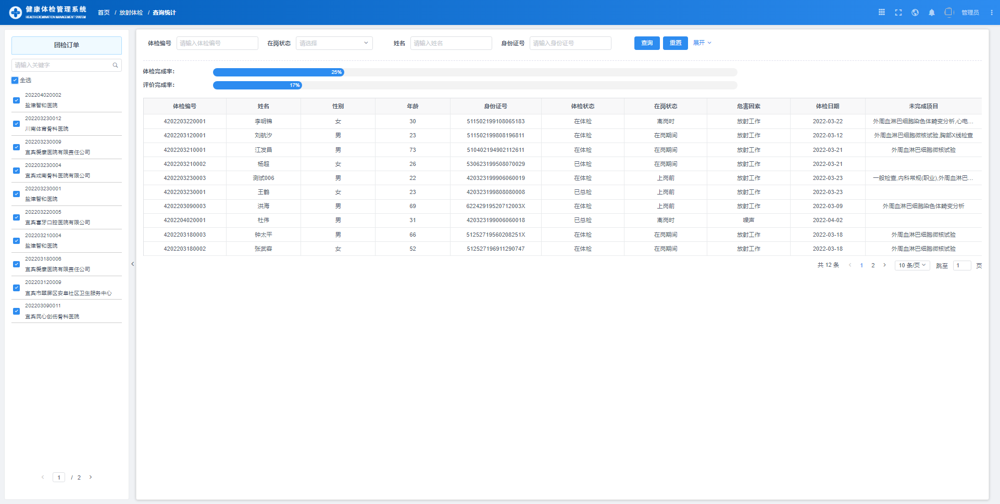 健康体检管理系统
HEALTH EXOMINATION MANAGEMENT SYSTEM
首页 / 放射体检 / 查询统计
管理员
团检订单
请输入关键字
全选
202204020002
盐津智和医院
202203230012
川南体育骨科医院
202203230009
宜宾爱康医院有限责任公司
202203230004
宜宾戎南骨科医院有限公司
202203230001
盐津智和医院
202203220005
宜宾喜牙口腔医院有限公司
202203210004
盐津智和医院
202203180006
宜宾爱康医院有限责任公司
202203120009
宜宾市翠屏区安阜社区卫生服务中心
202203090011
宜宾民心创伤骨科医院
1 / 2
体检编号 请输入体检编号 在岗状态 请选择 姓名 请输入姓名 身份证号 请输入身份证号 查询 重置 展开
体检完成率: 25%
评价完成率: 17%
体检编号 姓名 性别 年龄 身份证号 体检状态 在岗状态 危害因素 体检日期 未完成项目
4202203220001 李明锦 女 30 511502199108065183 在体检 离岗时 放射工作 2022-03-22 外周血淋巴细胞染色体畸变分析,心电...
4202203120001 刘航汐 男 23 511502199808196811 在体检 在岗期间 放射工作 2022-03-12 外周血淋巴细胞微核试验,胸部X线检查
4202203210001 江发昌 男 73 510402194902112611 在体检 在岗期间 放射工作 2022-03-21 外周血淋巴细胞微核试验
4202203210002 杨超 女 26 530623199508070029 已体检 在岗期间 放射工作 2022-03-21
4202203230003 测试006 男 22 420323199906060019 在体检 上岗前 放射工作 2022-03-23 一般检查,内科常规(职业),外周血淋巴...
4202203230001 王鹤 女 23 420323199808080008 已总检 上岗前 放射工作 2022-03-23
4202203090003 洪海 男 69 62242919520712003X 在体检 上岗前 放射工作 2022-03-09 外周血淋巴细胞染色体畸变分析
4202204020001 杜伟 男 31 420323199006060018 已总检 离岗时 噪声 2022-04-02
4202203180003 钟太平 男 66 51252719560208251X 在体检 在岗期间 放射工作 2022-03-18 外周血淋巴细胞微核试验
4202203180002 张武容 女 52 512527196911290747 在体检 在岗期间 放射工作 2022-03-18 外周血淋巴细胞微核试验
共 12 条 1 2 10 条/页 跳至 1 页